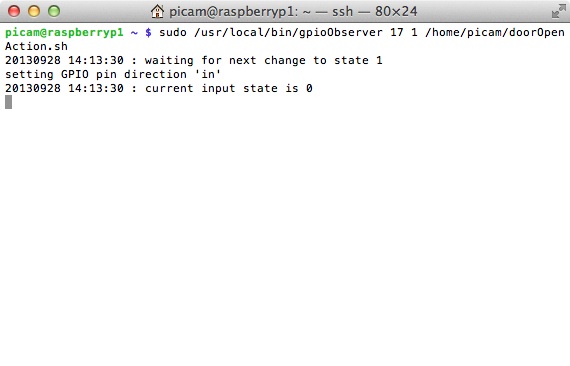 picam@raspberryp1: ~ — ssh — 80×24
picam@raspberryp1 ~ $ sudo /usr/local/bin/gpioObserver 17 1 /home/picam/doorOpen
Action.sh
20130928 14:13:30 : waiting for next change to state 1
setting GPIO pin direction 'in'
20130928 14:13:30 : current input state is 0